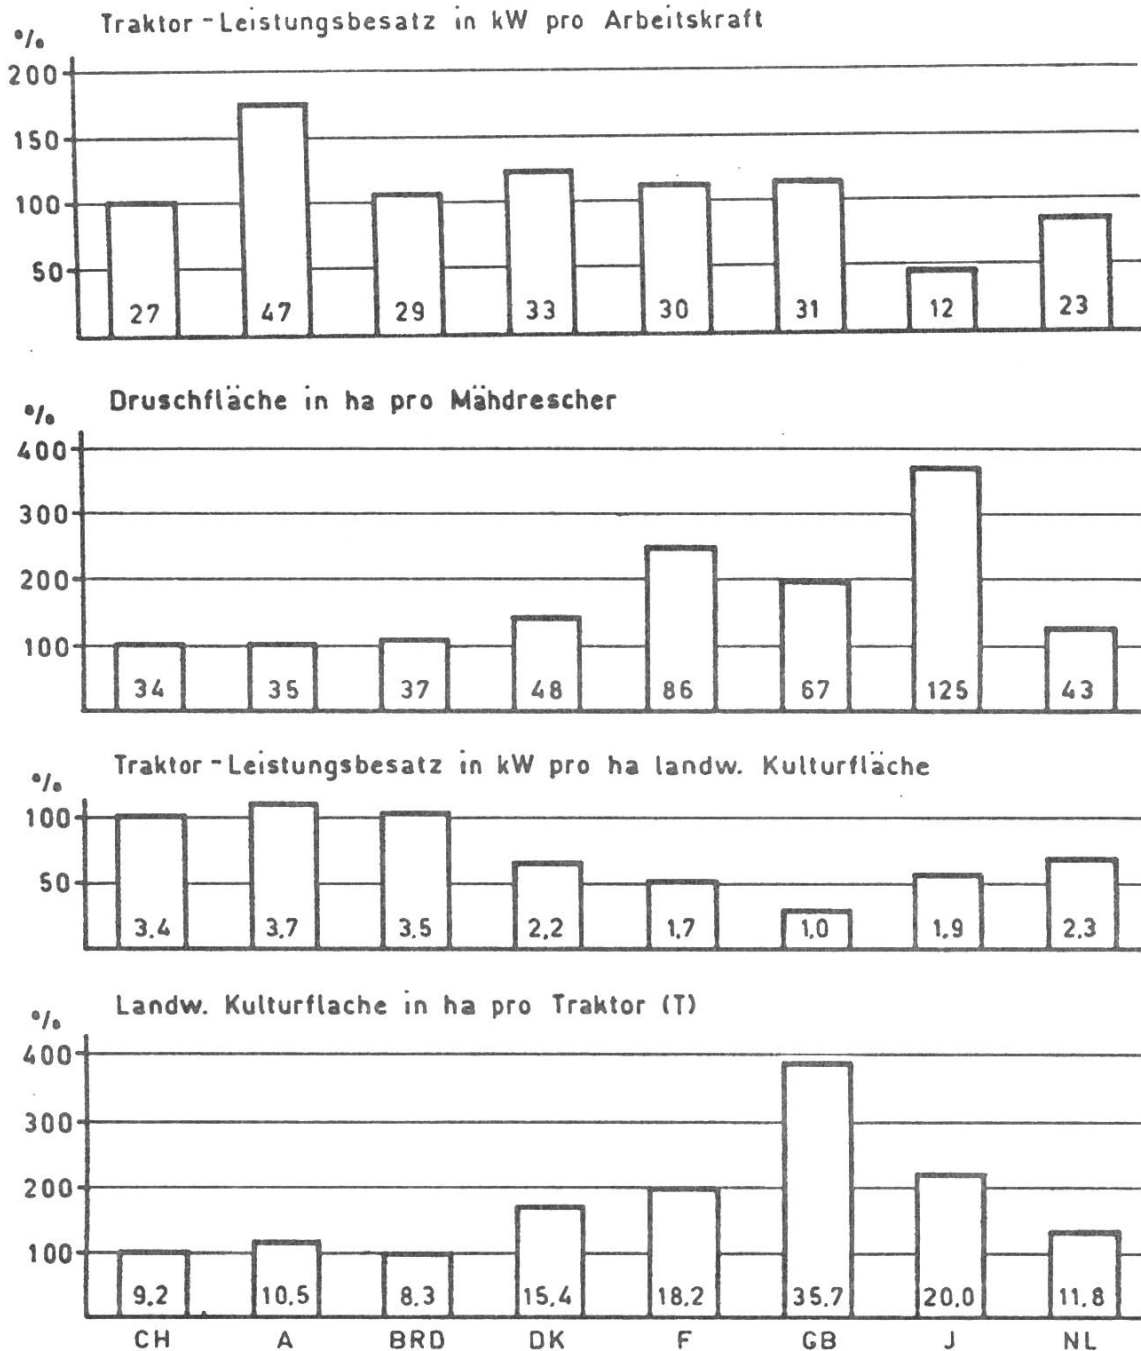 Traktor-Leistungsbesatz in kW pro Arbeitskraft
%
200
150
100
50
27 47 29 33 30 31 12 23
Druschfläche in ha pro Mähdrescher
%
400
300
200
100
34 35 37 48 86 67 125 43
Traktor-Leistungsbesatz in kW pro ha landw. Kulturfläche
%
100
50
3.4 3.7 3.5 2.2 1.7 1.0 1.9 2.3
Landw. Kulturflache in ha pro Traktor (T)
%
400
300
200
100
9.2 10.5 8.3 15.4 18.2 35.7 20.0 11.8
CH A BRD DK F GB J NL